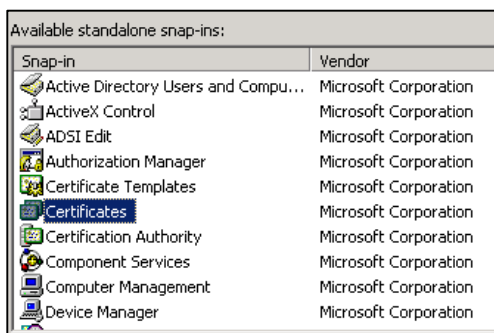 Available standalone snap-ins:
Snap-in Vendor
Active Directory Users and Compu... Microsoft Corporation
ActiveX Control Microsoft Corporation
ADSI Edit Microsoft Corporation
Authorization Manager Microsoft Corporation
Certificate Templates Microsoft Corporation
Certificates Microsoft Corporation
Certification Authority Microsoft Corporation
Component Services Microsoft Corporation
Computer Management Microsoft Corporation
Device Manager Microsoft Corporation